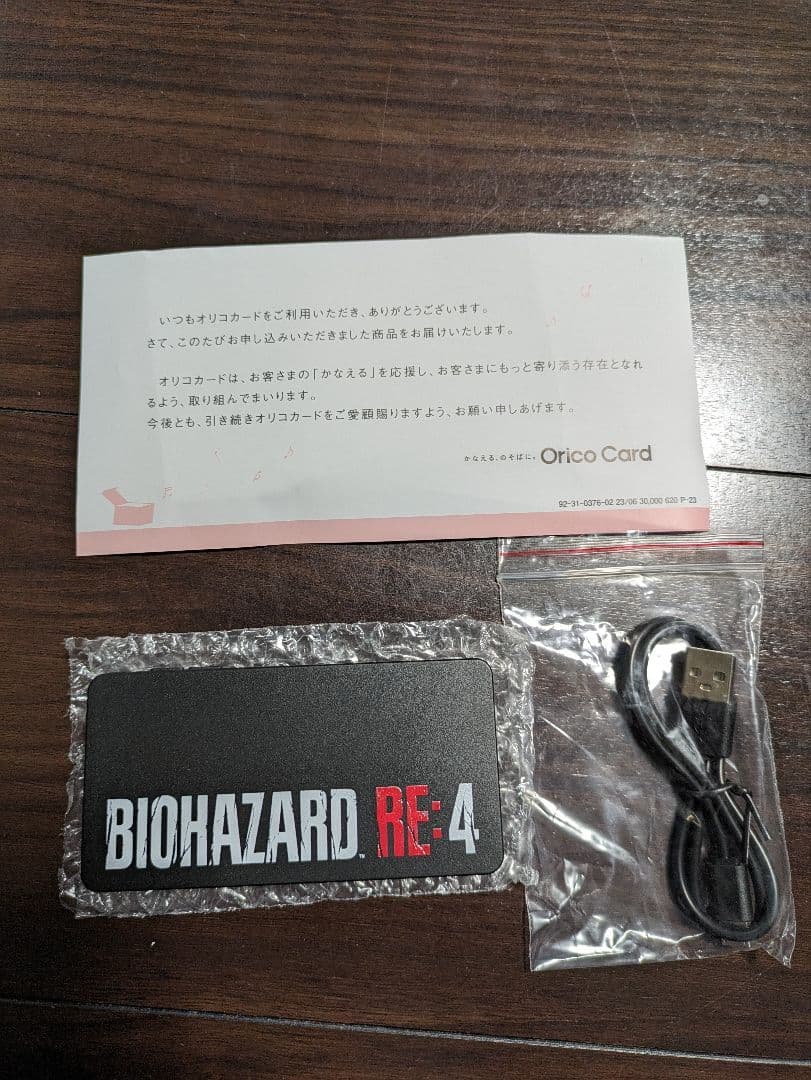 いつもオリコカードをご利用いただき、ありがとうございます。
さて、このたびお申し込みいただきました商品をお届けいたします。
オリコカードは、お客さまの「かなえる」を応援し、お客さまにもっと寄り添う存在となれ
るよう、取り組んでまいります。
今後とも、引き続きオリコカードをご愛顧賜りますよう、お願い申しあげます。
かなえる、のそばに。 Orico Card
92-31-0376-02 23/06 30,000 620 P-23
BIOHAZARD™ RE:4